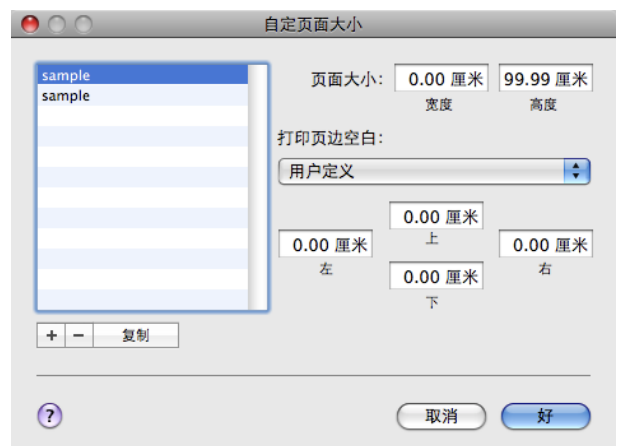 自定页面大小
sample
sample
页面大小: 0.00 厘米 99.99 厘米
宽度 高度
打印页边空白:
用户定义
0.00 厘米
上
0.00 厘米 0.00 厘米
左 右
0.00 厘米
下
+ − 复制
? 取消 好